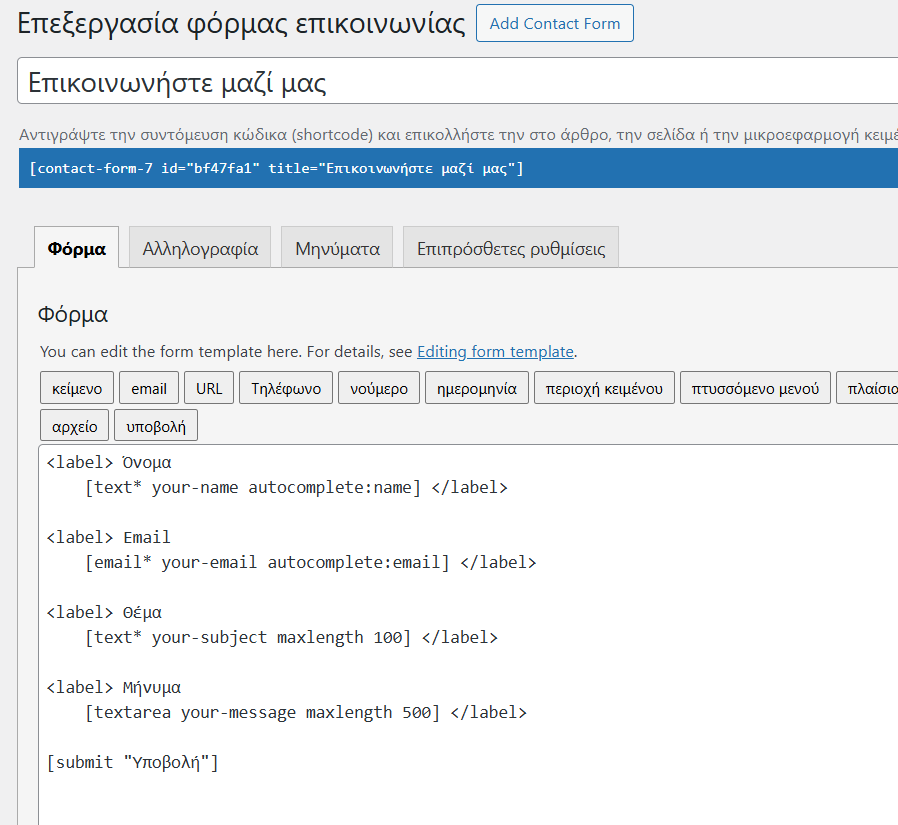 Επεξεργασία φόρμας επικοινωνίας Add Contact Form
Επικοινωνήστε μαζί μας
Αντιγράψτε την συντόμευση κώδικα (shortcode) και επικολλήστε την στο άρθρο, την σελίδα ή την μικροεφαρμογή
[contact-form-7 id="bf47fa1" title="Επικοινωνήστε μαζί μας"]
Φόρμα Αλληλογραφία Μηνύματα Επιπρόσθετες ρυθμίσεις
Φόρμα
You can edit the form template here. For details, see Editing form template.
κείμενο email URL Τηλέφωνο νούμερο ημερομηνία περιοχή κειμένου πτυσσόμενο μενού
αρχείο υποβολή
<label> Όνομα
[text* your-name autocomplete:name] </label>
<label> Email
[email* your-email autocomplete:email] </label>
<label> Θέμα
[text* your-subject maxlength 100] </label>
<label> Μήνυμα
[textarea your-message maxlength 500] </label>
[submit "Υποβολή"]